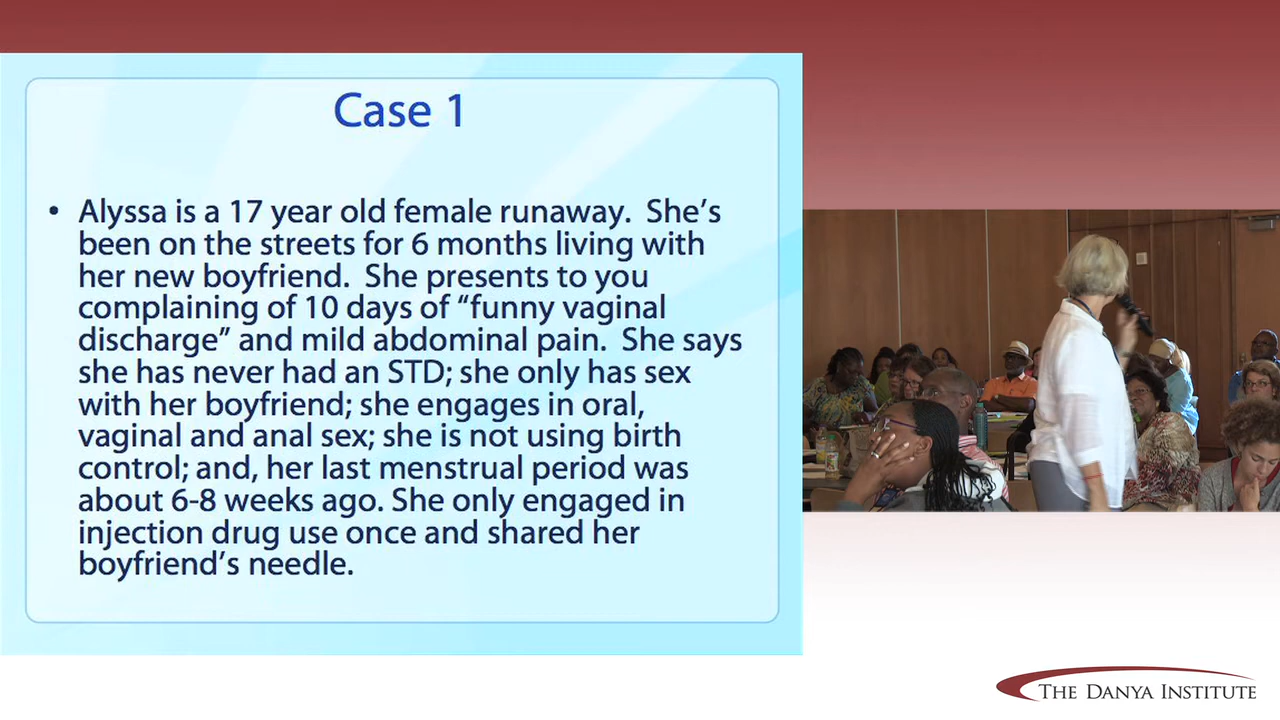 Case 1
• Alyssa is a 17 year old female runaway.  She’s
been on the streets for 6 months living with
her new boyfriend.  She presents to you
complaining of 10 days of “funny vaginal
discharge” and mild abdominal pain.  She says
she has never had an STD; she only has sex
with her boyfriend; she engages in oral,
vaginal and anal sex; she is not using birth
control; and, her last menstrual period was
about 6-8 weeks ago. She only engaged in
injection drug use once and shared her
boyfriend’s needle.
THE DANYA INSTITUTE